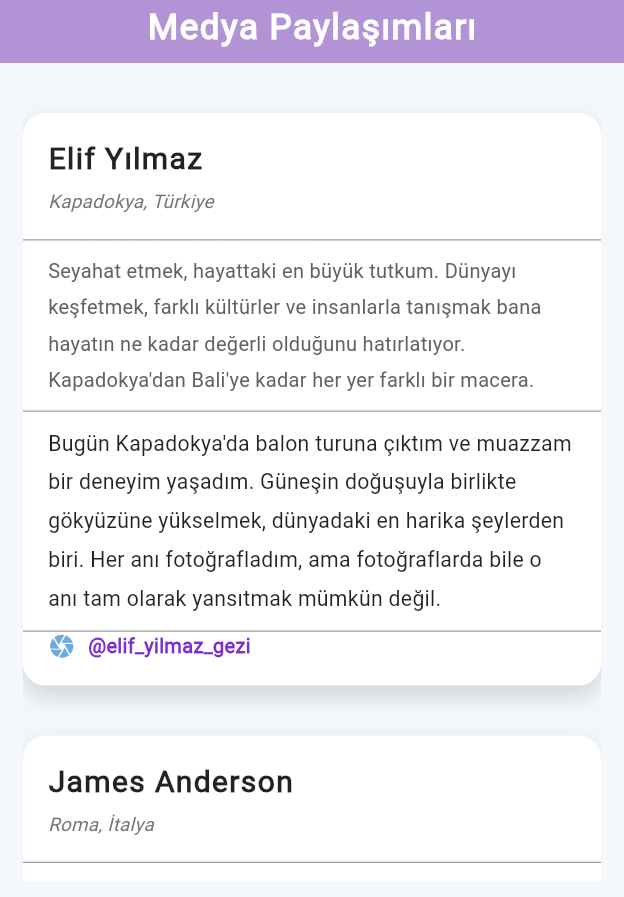 Medya Paylaşımları
Elif Yılmaz
Kapadokya, Türkiye
Seyahat etmek, hayattaki en büyük tutkum. Dünyayı
keşfetmek, farklı kültürler ve insanlarla tanışmak bana
hayatın ne kadar değerli olduğunu hatırlatıyor.
Kapadokya'dan Bali'ye kadar her yer farklı bir macera.
Bugün Kapadokya'da balon turuna çıktım ve muazzam
bir deneyim yaşadım. Güneşin doğuşuyla birlikte
gökyüzüne yükselmek, dünyadaki en harika şeylerden
biri. Her anı fotoğrafladım, ama fotoğraflarda bile o
anı tam olarak yansıtmak mümkün değil.
@elif_yilmaz_gezi
James Anderson
Roma, İtalya